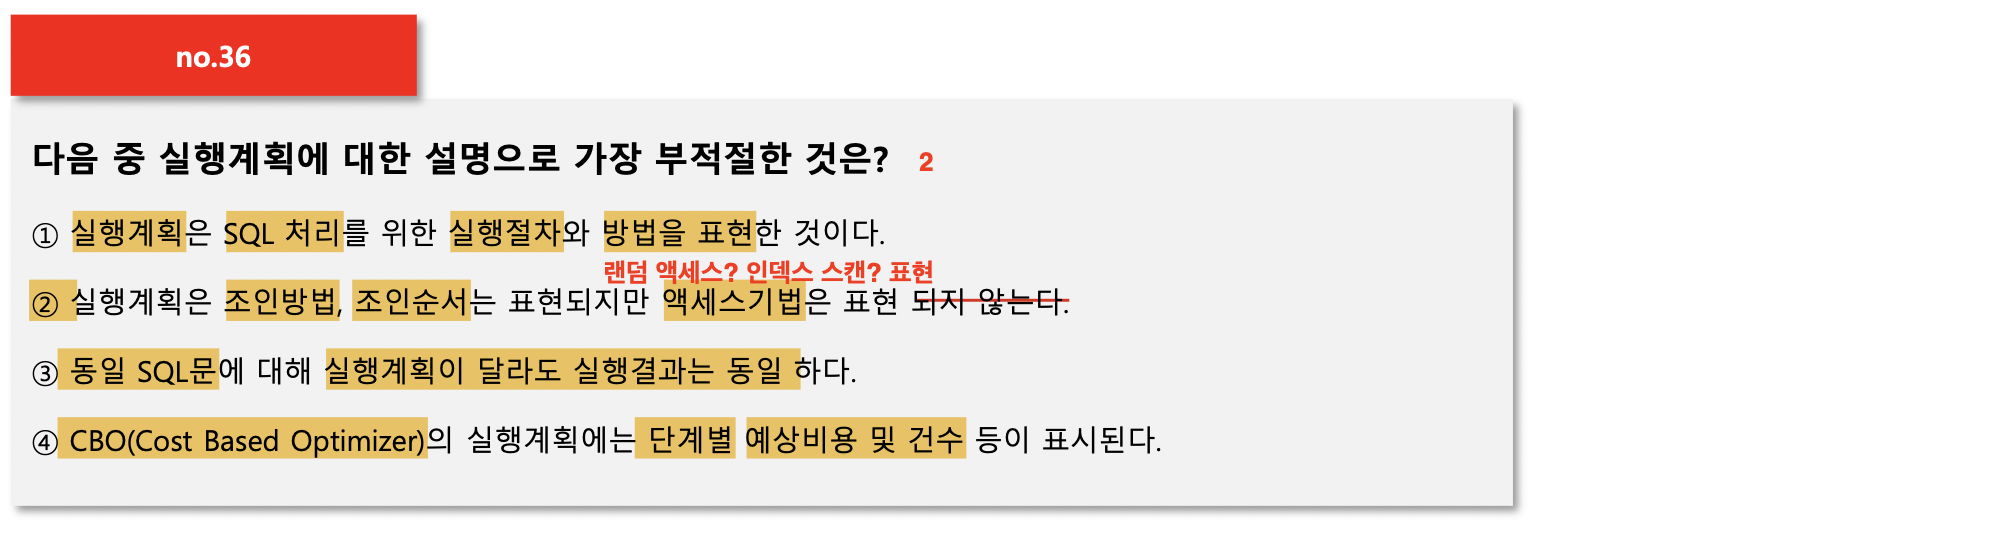 no.36
다음 중 실행계획에 대한 설명으로 가장 부적절한 것은? 2
① 실행계획은 SQL 처리를 위한 실행절차와 방법을 표현한 것이다.
랜덤 액세스? 인덱스 스캔? 표현
② 실행계획은 조인방법, 조인순서는 표현되지만 액세스기법은 표현 되지 않는다.
③ 동일 SQL문에 대해 실행계획이 달라도 실행결과는 동일 하다.
④ CBO(Cost Based Optimizer)의 실행계획에는 단계별 예상비용 및 건수 등이 표시된다.